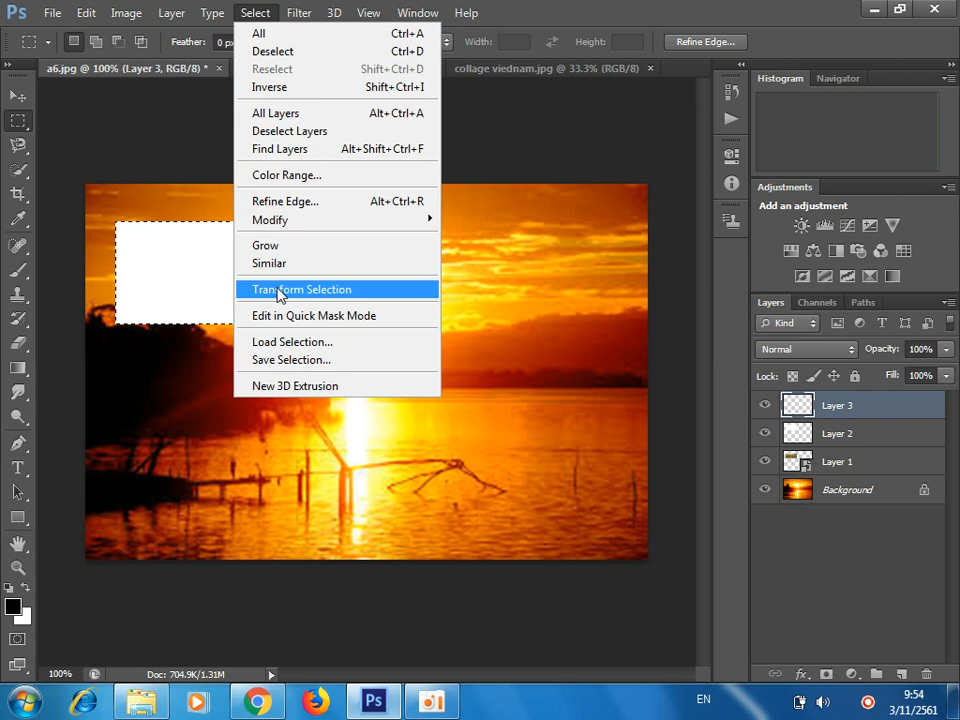 Ps File Edit Image Layer Type Select Filter 3D View Window Help
Feather: 0 px Width: Height: Refine Edge...
a6.jpg @ 100% (Layer 3, RGB/8) * × collage viednam.jpg @ 33.3% (RGB/8) ×
All Ctrl+A
Deselect Ctrl+D
Reselect Shift+Ctrl+D
Inverse Shift+Ctrl+I
All Layers Alt+Ctrl+A
Deselect Layers
Find Layers Alt+Shift+Ctrl+F
Color Range...
Refine Edge... Alt+Ctrl+R
Modify
Grow
Similar
Transform Selection
Edit in Quick Mask Mode
Load Selection...
Save Selection...
New 3D Extrusion
Histogram Navigator
Adjustments
Add an adjustment
Layers Channels Paths
Kind
Normal Opacity: 100%
Lock: Fill: 100%
Layer 3
Layer 2
Layer 1
Background
100% Doc: 704.9K/1.31M
Ps EN 9:54
3/11/2561